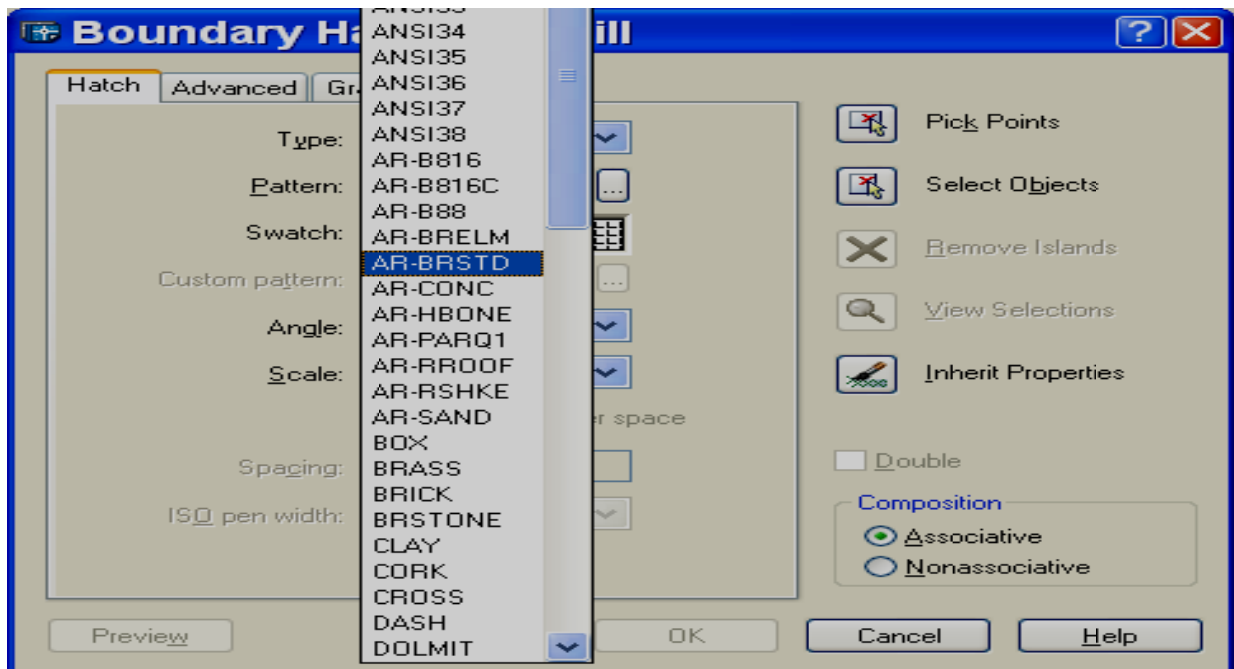 Boundary Ha ill
Hatch Advanced Gr
Type:
Pattern:
Swatch:
Custom pattern:
Angle:
Scale:
r space
Spacing:
ISO pen width:
ANSI33
ANSI34
ANSI35
ANSI36
ANSI37
ANSI38
AR-B816
AR-B816C
AR-B88
AR-BRELM
AR-BRSTD
AR-CONC
AR-HBONE
AR-PARQ1
AR-RROOF
AR-RSHKE
AR-SAND
BOX
BRASS
BRICK
BRSTONE
CLAY
CORK
CROSS
DASH
DOLMIT
Pick Points
Select Objects
Remove Islands
View Selections
Inherit Properties
Double
Composition
Associative
Nonassociative
Preview OK Cancel Help